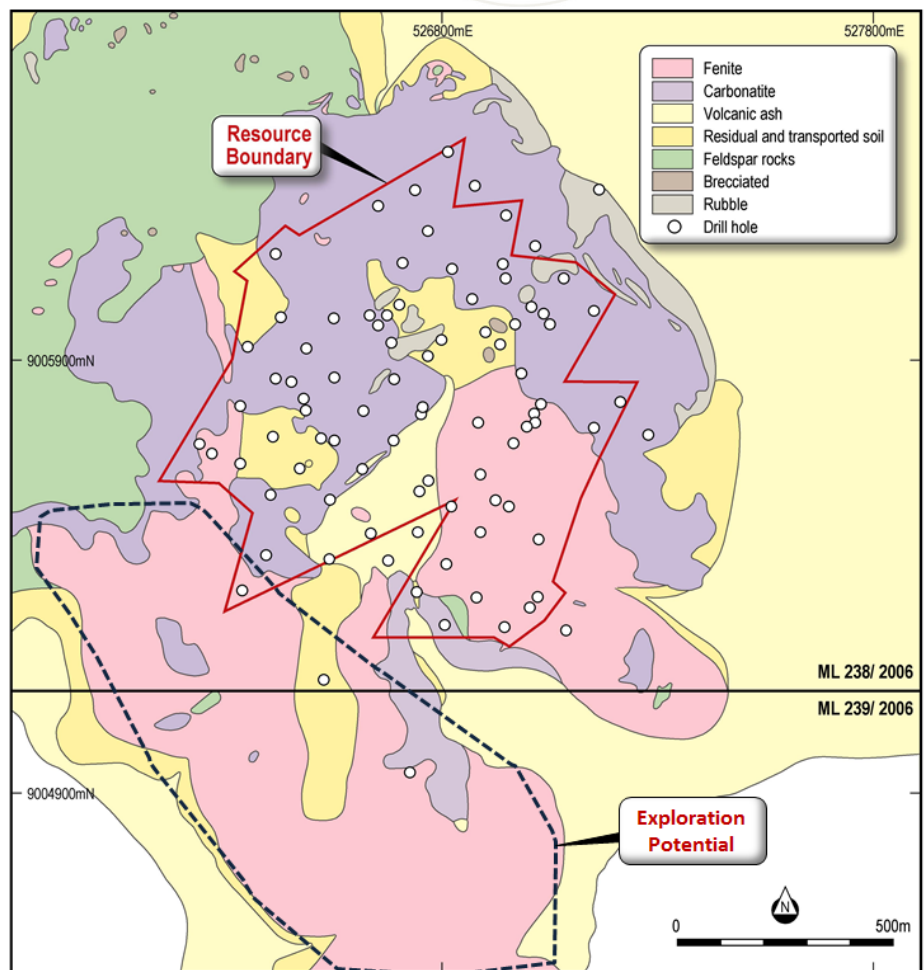 526800mE
527800mE
Fenite
Carbonatite
Volcanic ash
Residual and transported soil
Feldspar rocks
Brecciated
Rubble
Drill hole
Resource
Boundary
9005900mN
ML 238/ 2006
ML 239/ 2006
9004900mN
Exploration
Potential
N
0
500m